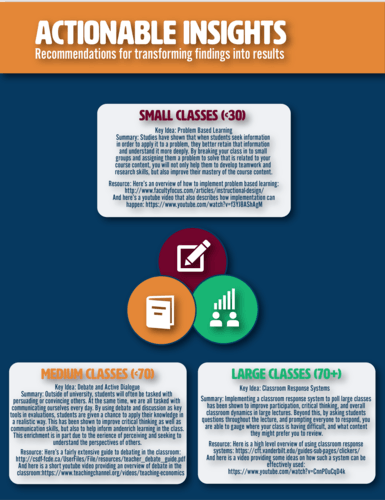 ACTIONABLE INSIGHTS
Recommendations for transforming findings into results
SMALL CLASSES (<30)
Key Idea: Problem Based Learning
Summary: Studies have shown that when students seek information
in order to apply it to a problem, they better retain that information
and understand it more deeply. By breaking your class in to small
groups and assigning them a problem to solve that is related to your
course content, you will not only help them to develop teamwork and
research skills, but also improve their mastery of the course content.
Resource: Here's an overview of how to implement problem based learning:
http://www.facultyfocus.com/articles/instructional-design/
And here's a youtube video that also describes how implementation can
happen: https://www.youtube.com/watch?v=
MEDIUM CLASSES (<70)
Key Idea: Debate and Active Dialogue
Summary: Outside of university, students will often be tasked with
persuading or convincing others. At the same time, we are all tasked with
communicating ourselves every day. By using debate and discussion as key
tools in evaluations, students are given a chance to apply their knowledge in
a realistic way. This has been shown to improve critical thinking as well as
communication skills, but also to help inform andenrich learning in the class.
This enrichment is in part due to the exerience of perceiving and seeking to
understand the perspectives of others.
Resource: Here's a fairly extensive guide to debating in the classroom:
http://csdf-fcde.ca/UserFiles/File/resources/teacher_debate_guide.pdf
And here is a short youtube video providing an overview of debate in the
classroom:https://www.teachingchannel.org/videos/teaching-economics
LARGE CLASSES (70+)
Key Idea: Classroom Response Systems
Summary: Implementing a classroom response system to poll large classes
has been shown to improve participation, critical thinking, and overall
classroom dynamics in large lectures. Beyond this, by asking students
questions throughout the lecture, and prompting everyone to respond, you
are able to gauge where your class is having difficult, and what content
they might prefer you to review.
Resource: Here is a high level overview of using classroom response
systems: https://cft.vanderbilt.edu/guides-sub-pages/clickers/
And here is a video providing some ideas on how such a system can be
effectively used:
https://www.youtube.com/watch?v=